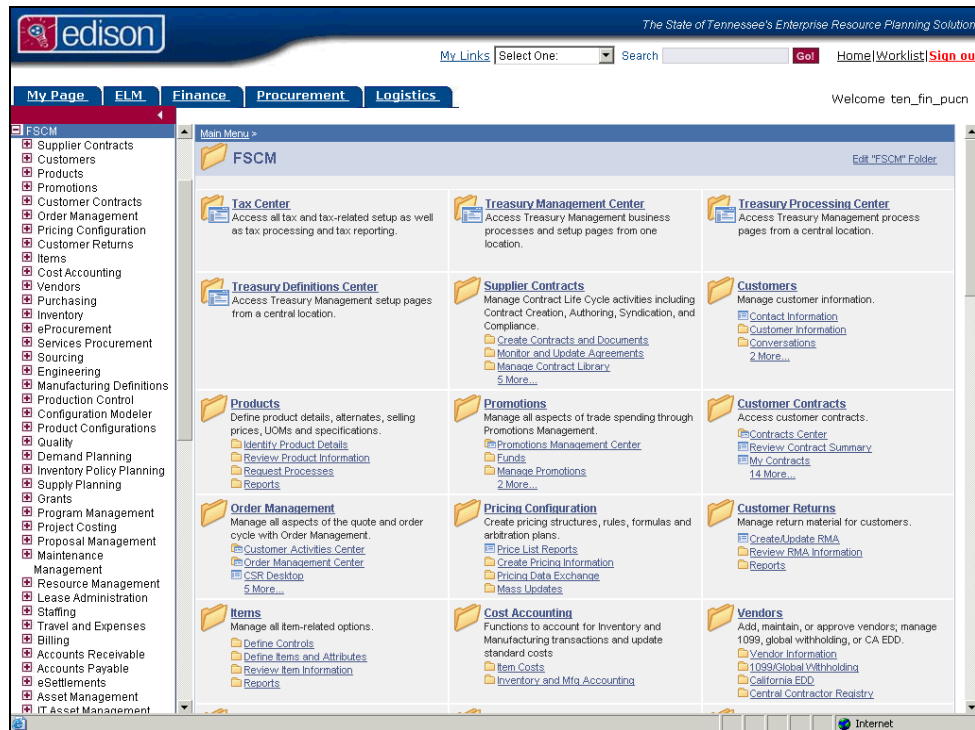 edison
The State of Tennessee's Enterprise Resource Planning Solution
My Links Select One: Search Go! Home|Worklist|Sign ou
My Page ELM Finance Procurement Logistics
Welcome ten_fin_pucn
FSCM
Supplier Contracts
Customers
Products
Promotions
Customer Contracts
Order Management
Pricing Configuration
Customer Returns
Items
Cost Accounting
Vendors
Purchasing
Inventory
eProcurement
Services Procurement
Sourcing
Engineering
Manufacturing Definitions
Production Control
Configuration Modeler
Product Configurations
Quality
Demand Planning
Inventory Policy Planning
Supply Planning
Grants
Program Management
Project Costing
Proposal Management
Maintenance
Management
Resource Management
Lease Administration
Staffing
Travel and Expenses
Billing
Accounts Receivable
Accounts Payable
eSettlements
Asset Management
IT Asset Management
Main Menu >
FSCM
Edit "FSCM" Folder
Tax Center
Access all tax and tax-related setup as well
as tax processing and tax reporting.
Treasury Management Center
Access Treasury Management business
processes and setup pages from one
location.
Treasury Processing Center
Access Treasury Management process
pages from a central location.
Treasury Definitions Center
Access Treasury Management setup pages
from a central location.
Supplier Contracts
Manage Contract Life Cycle activities including
Contract Creation, Authoring, Syndication, and
Compliance.
Create Contracts and Documents
Monitor and Update Agreements
Manage Contract Library
5 More...
Customers
Manage customer information.
Contact Information
Customer Information
Conversations
2 More...
Products
Define product details, alternates, selling
prices, UOMs and specifications.
Identify Product Details
Review Product Information
Request Processes
Reports
Promotions
Manage all aspects of trade spending through
Promotions Management.
Promotions Management Center
Funds
Manage Promotions
2 More...
Customer Contracts
Access customer contracts.
Contracts Center
Review Contract Summary
My Contracts
14 More...
Order Management
Manage all aspects of the quote and order
cycle with Order Management.
Customer Activities Center
Order Management Center
CSR Desktop
5 More...
Pricing Configuration
Create pricing structures, rules, formulas and
arbitration plans.
Price List Reports
Create Pricing Information
Pricing Data Exchange
Mass Updates
Customer Returns
Manage return material for customers.
Create/Update RMA
Review RMA Information
Reports
Items
Manage all item-related options.
Define Controls
Define Items and Attributes
Review Item Information
Reports
Cost Accounting
Functions to account for Inventory and
Manufacturing transactions and update
standard costs
Item Costs
Inventory and Mfg Accounting
Vendors
Add, maintain, or approve vendors; manage
1099, global withholding, or CA EDD.
Vendor Information
1099/Global Withholding
California EDD
Central Contractor Registry
Internet